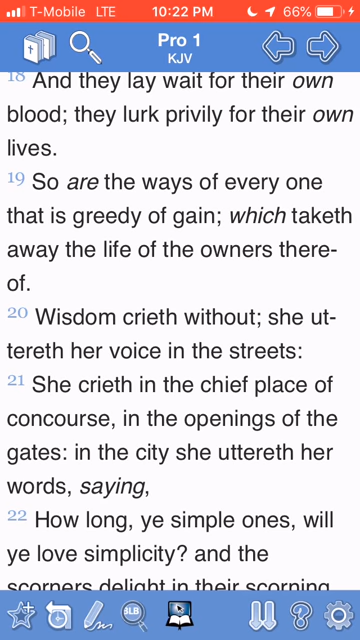 T-Mobile LTE 10:22 PM 66%
Pro 1
KJV
18 And they lay wait for their own
blood; they lurk privily for their own
lives.
19 So are the ways of every one
that is greedy of gain; which taketh
away the life of the owners there-
of.
20 Wisdom crieth without; she ut-
tereth her voice in the streets:
21 She crieth in the chief place of
concourse, in the openings of the
gates: in the city she uttereth her
words, saying,
22 How long, ye simple ones, will
ye love simplicity? and the
scorners delight in their scorning
BLB